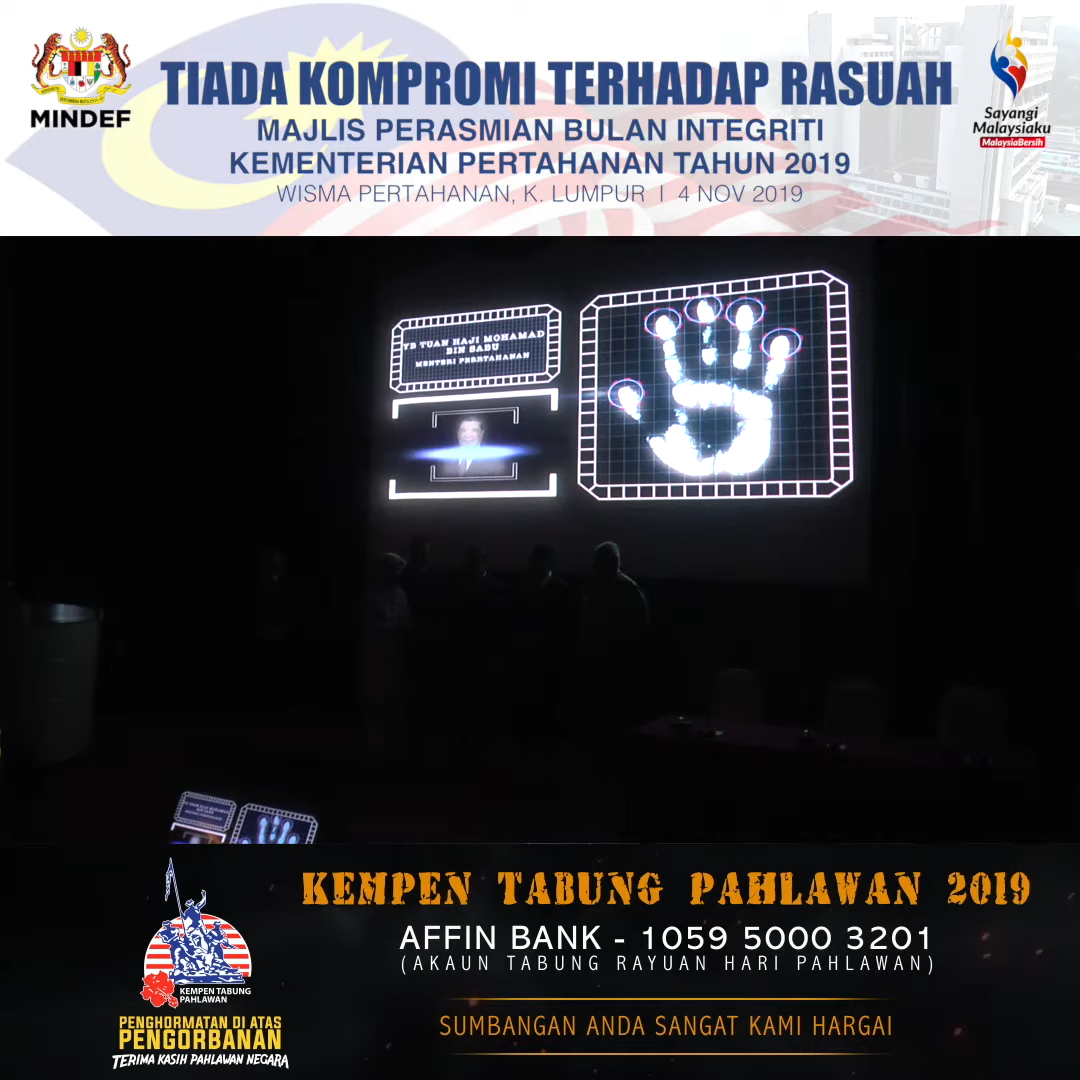 MINDEF
TIADA KOMPROMI TERHADAP RASUAH
MAJLIS PERASMIAN BULAN INTEGRITI
KEMENTERIAN PERTAHANAN TAHUN 2019
WISMA PERTAHANAN, K. LUMPUR | 4 NOV 2019
Sayangi
Malaysiaku
MalaysiaBersih
YB TUAN HAJI MOHAMAD
BIN SABU
MENTERI PERTAHANAN
KEMPEN TABUNG PAHLAWAN 2019
AFFIN BANK - 1059 5000 3201
(AKAUN TABUNG RAYUAN HARI PAHLAWAN)
SUMBANGAN ANDA SANGAT KAMI HARGAI
KEMPEN TABUNG
PAHLAWAN
PENGHORMATAN DI ATAS
PENGORBANAN
TERIMA KASIH PAHLAWAN NEGARA